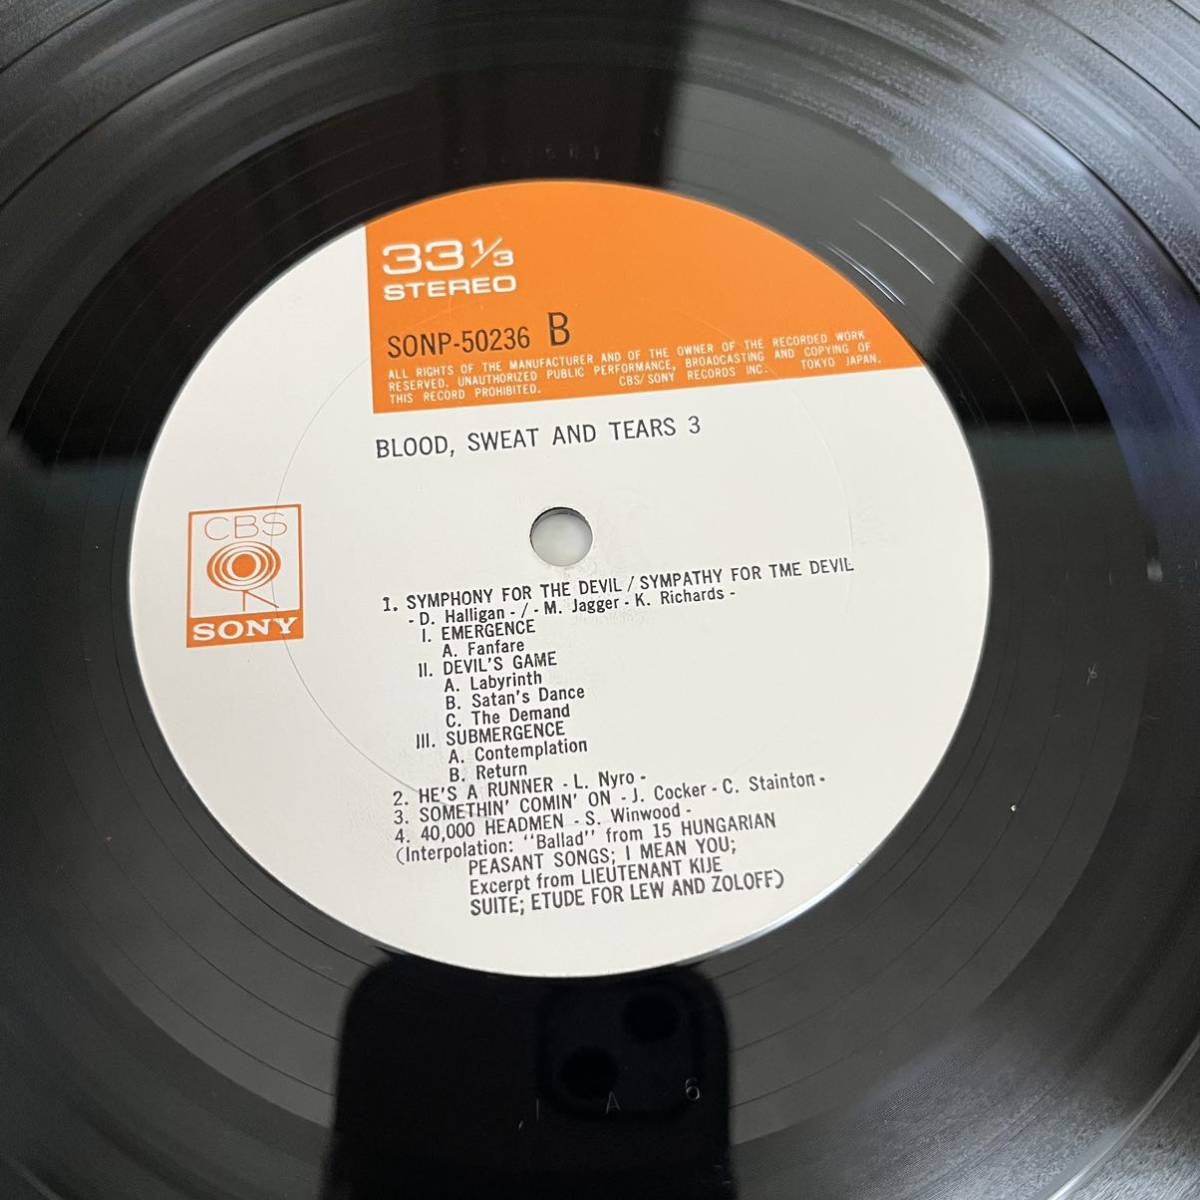 33 1/3
STEREO
SONP-50236 B
ALL RIGHTS OF THE MANUFACTURER AND OF THE OWNER OF THE RECORDED WORK
RESERVED. UNAUTHORIZED PUBLIC PERFORMANCE, BROADCASTING AND COPYING OF
THIS RECORD PROHIBITED. CBS/SONY RECORDS INC. TOKYO JAPAN.
BLOOD, SWEAT AND TEARS 3
CBS
SONY
1. SYMPHONY FOR THE DEVIL / SYMPATHY FOR TME DEVIL
- D. Halligan - / - M. Jagger - K. Richards -
I. EMERGENCE
A. Fanfare
II. DEVIL'S GAME
A. Labyrinth
B. Satan's Dance
C. The Demand
III. SUBMERGENCE
A. Contemplation
B. Return
2. HE'S A RUNNER - L. Nyro -
3. SOMETHIN' COMIN' ON - J. Cocker - C. Stainton -
4. 40,000 HEADMEN - S. Winwood -
(Interpolation: "Ballad" from 15 HUNGARIAN
PEASANT SONGS; I MEAN YOU;
Excerpt from LIEUTENANT KIJE
SUITE; ETUDE FOR LEW AND ZOLOFF)
1 A 6